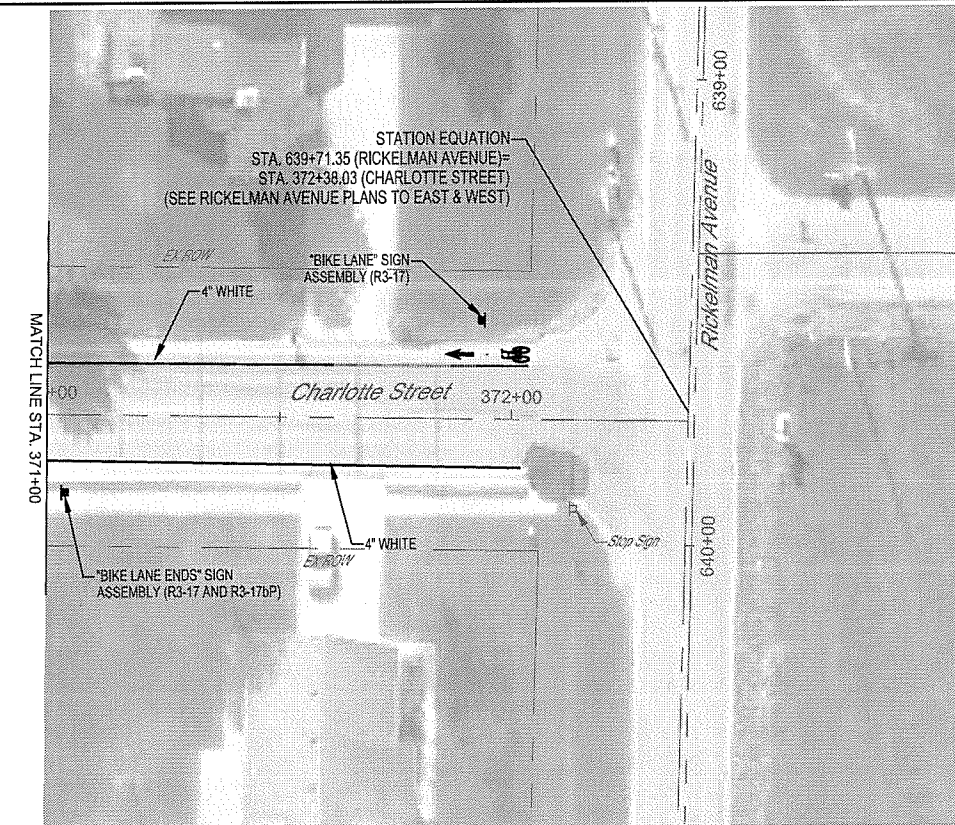 639+00
STATION EQUATION
STA. 639+71.35 (RICKELMAN AVENUE)=
STA. 372+38.03 (CHARLOTTE STREET)
(SEE RICKELMAN AVENUE PLANS TO EAST & WEST)
Rickelman Avenue
EX ROW
"BIKE LANE" SIGN
ASSEMBLY (R3-17)
4" WHITE
MATCH LINE STA. 371+00
+00
Charlotte Street
372+00
4" WHITE
Stop Sign
640+00
EX ROW
"BIKE LANE ENDS" SIGN
ASSEMBLY (R3-17 AND R3-17bP)